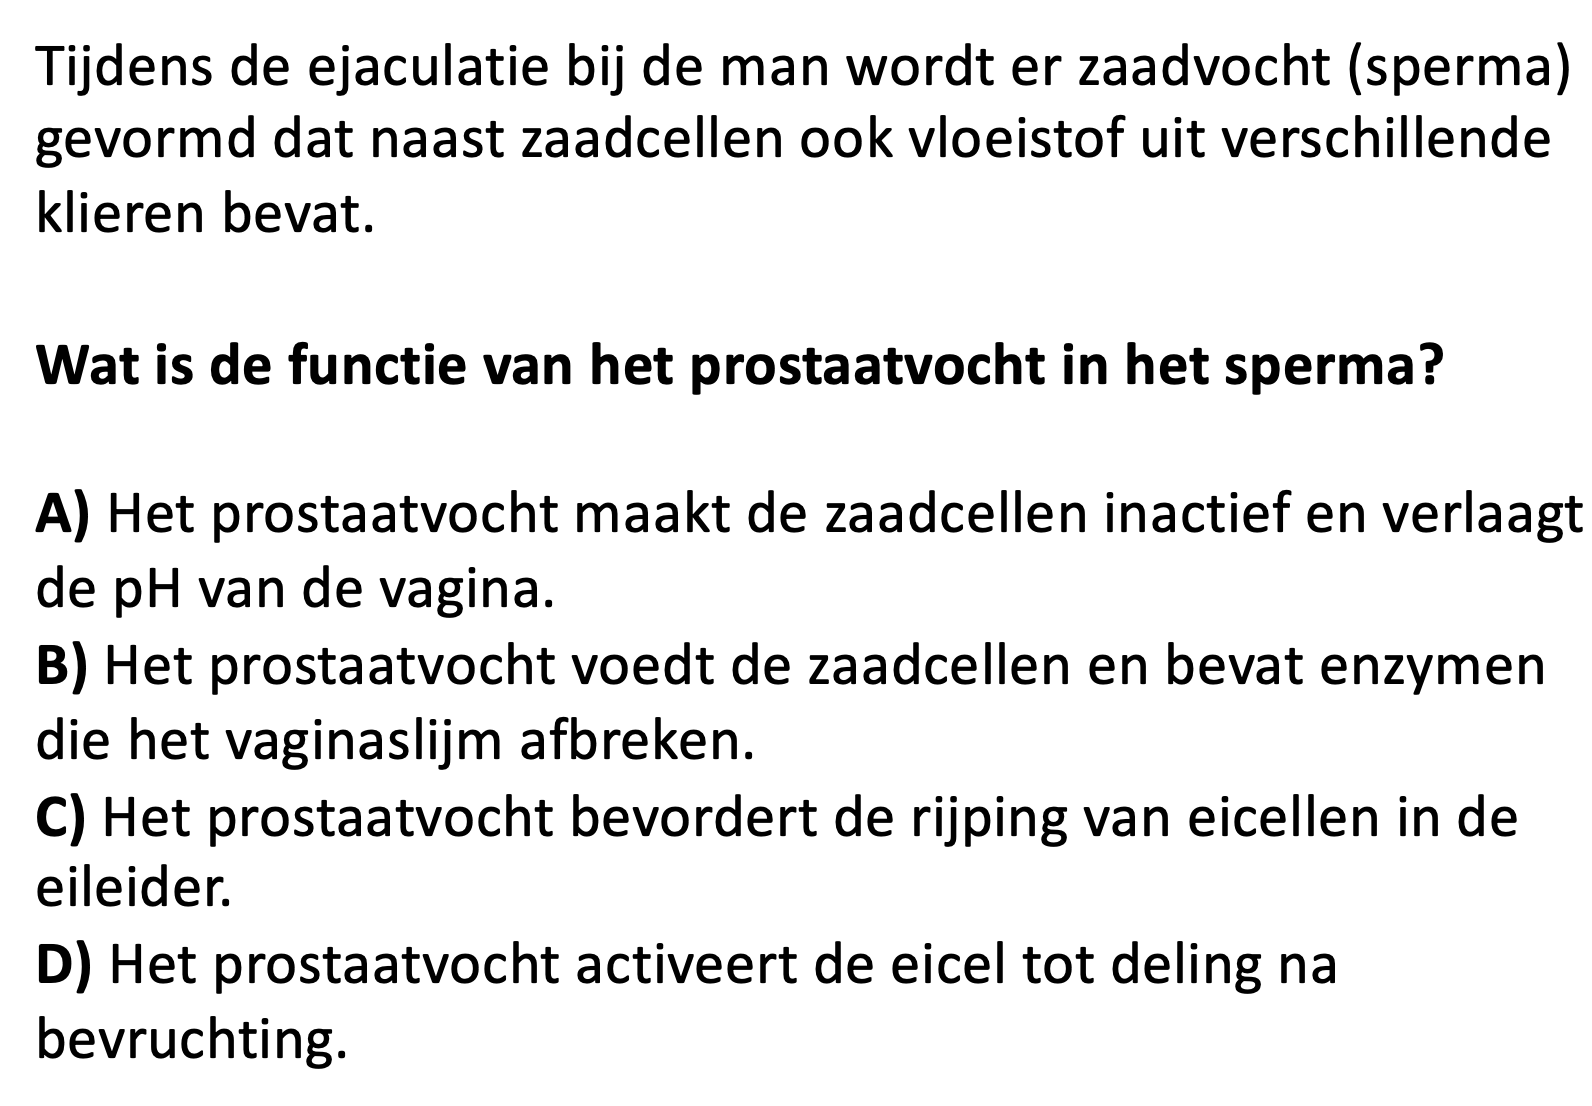 Tijdens de ejaculatie bij de man wordt er zaadvocht (sperma)
gevormd dat naast zaadcellen ook vloeistof uit verschillende
klieren bevat.
Wat is de functie van het prostaatvocht in het sperma?
A) Het prostaatvocht maakt de zaadcellen inactief en verlaagt
de pH van de vagina.
B) Het prostaatvocht voedt de zaadcellen en bevat enzymen
die het vaginaslijm afbreken.
C) Het prostaatvocht bevordert de rijping van eicellen in de
eileider.
D) Het prostaatvocht activeert de eicel tot deling na
bevruchting.